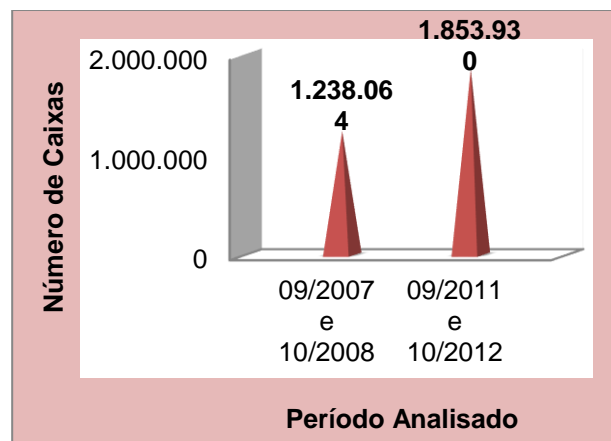 Número de Caixas
2.000.000
1.000.000
0
1.238.06
4
1.853.93
0
09/2007
e
10/2008
09/2011
e
10/2012
Período Analisado